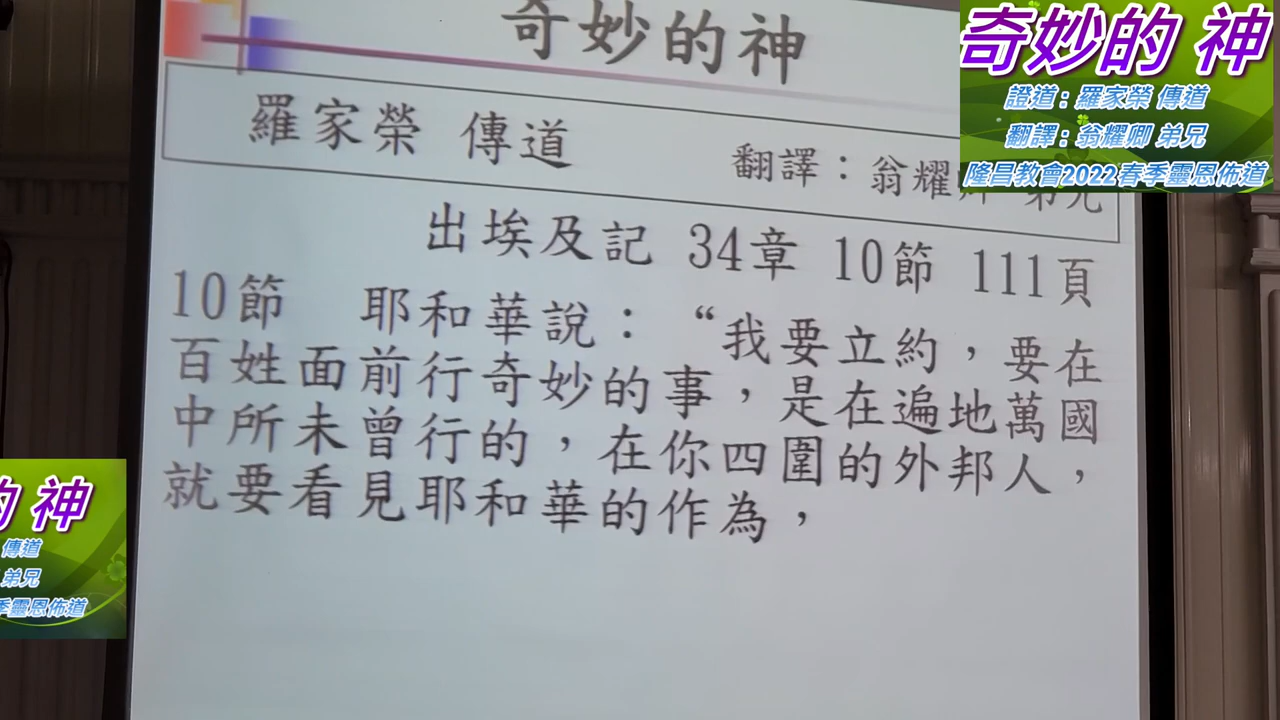 奇妙的神
羅家榮 傳道
翻譯：翁耀卿 弟兄
出埃及記 34章 10節 111頁
10節 耶和華說：“我要立約，要在
百姓面前行奇妙的事，是在遍地萬國
中所未曾行的，在你四圍的外邦人，
就要看見耶和華的作為，
奇妙的 神
證道：羅家榮 傳道
翻譯：翁耀卿 弟兄
隆昌教會2022春季靈恩佈道
的 神
傳道
弟兄
季靈恩佈道